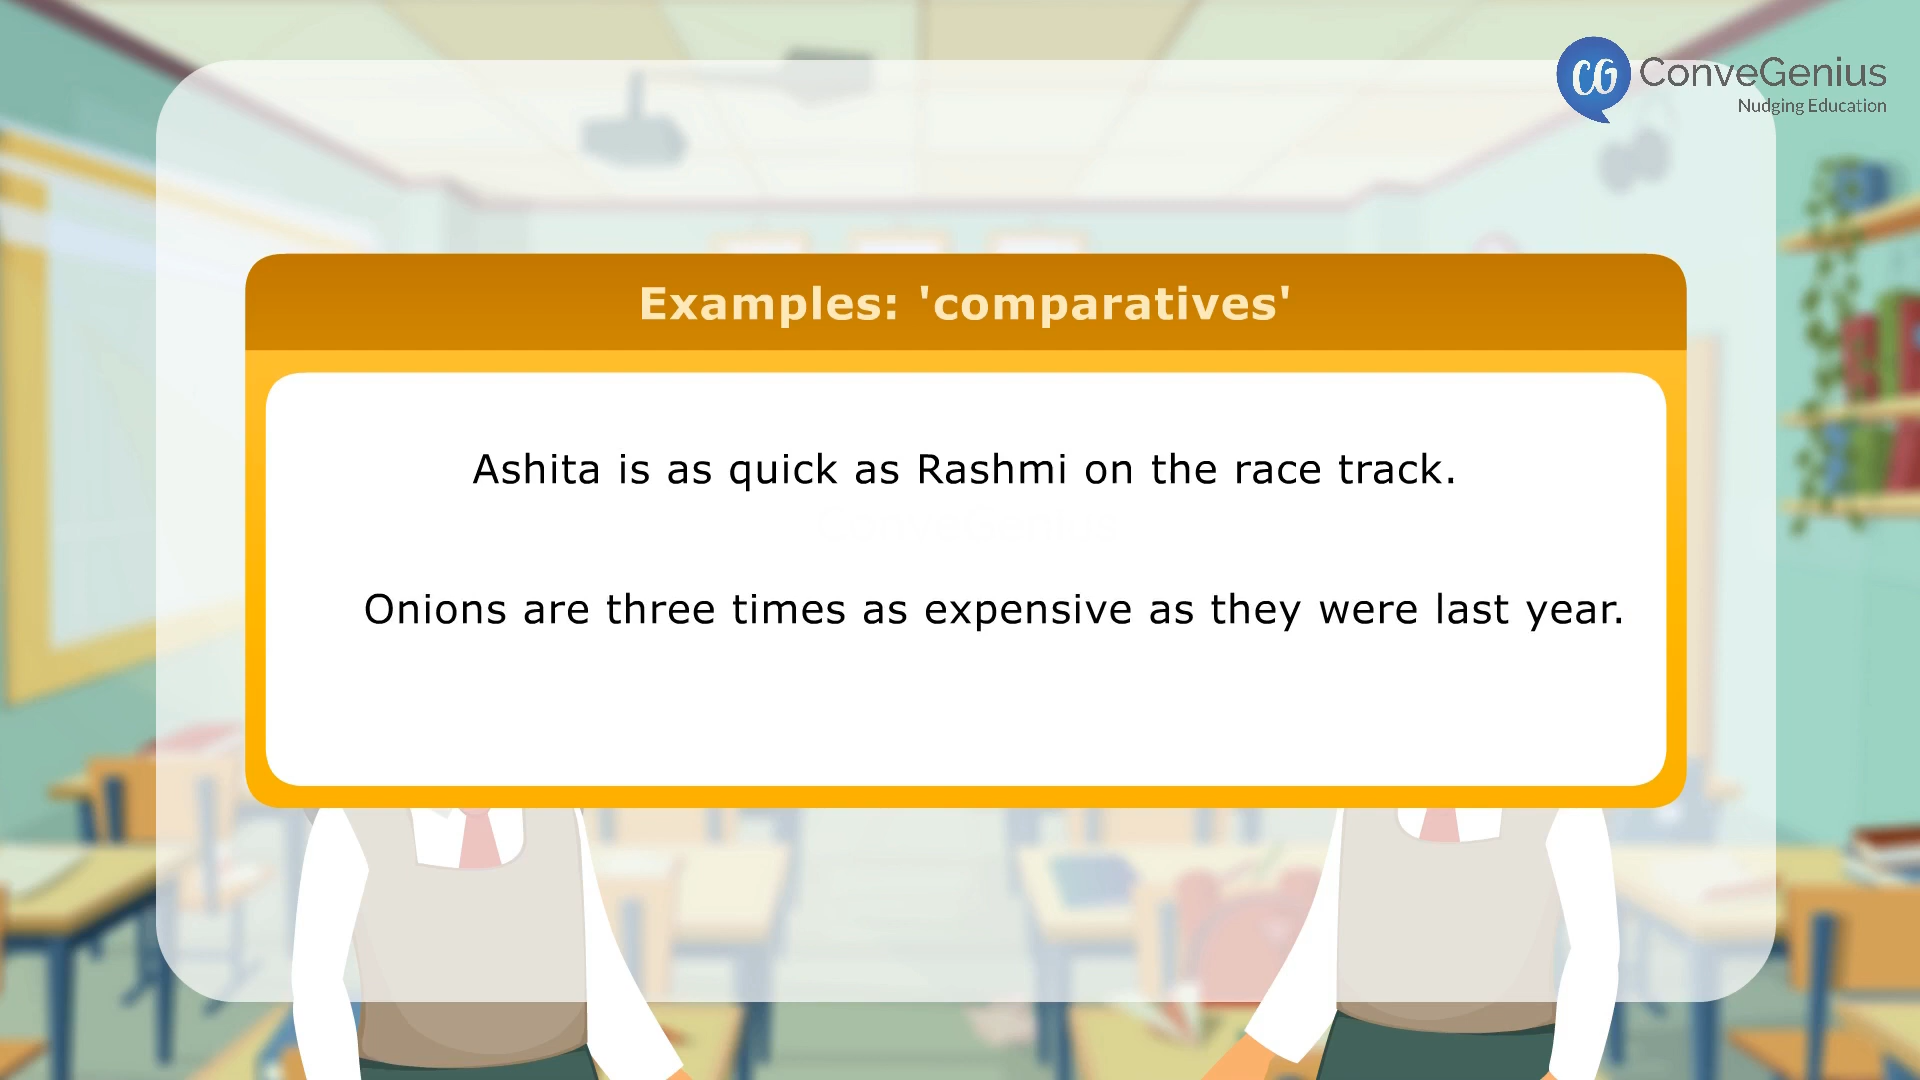 CG ConveGenius
Nudging Education
Examples: 'comparatives'
Ashita is as quick as Rashmi on the race track.
Onions are three times as expensive as they were last year.